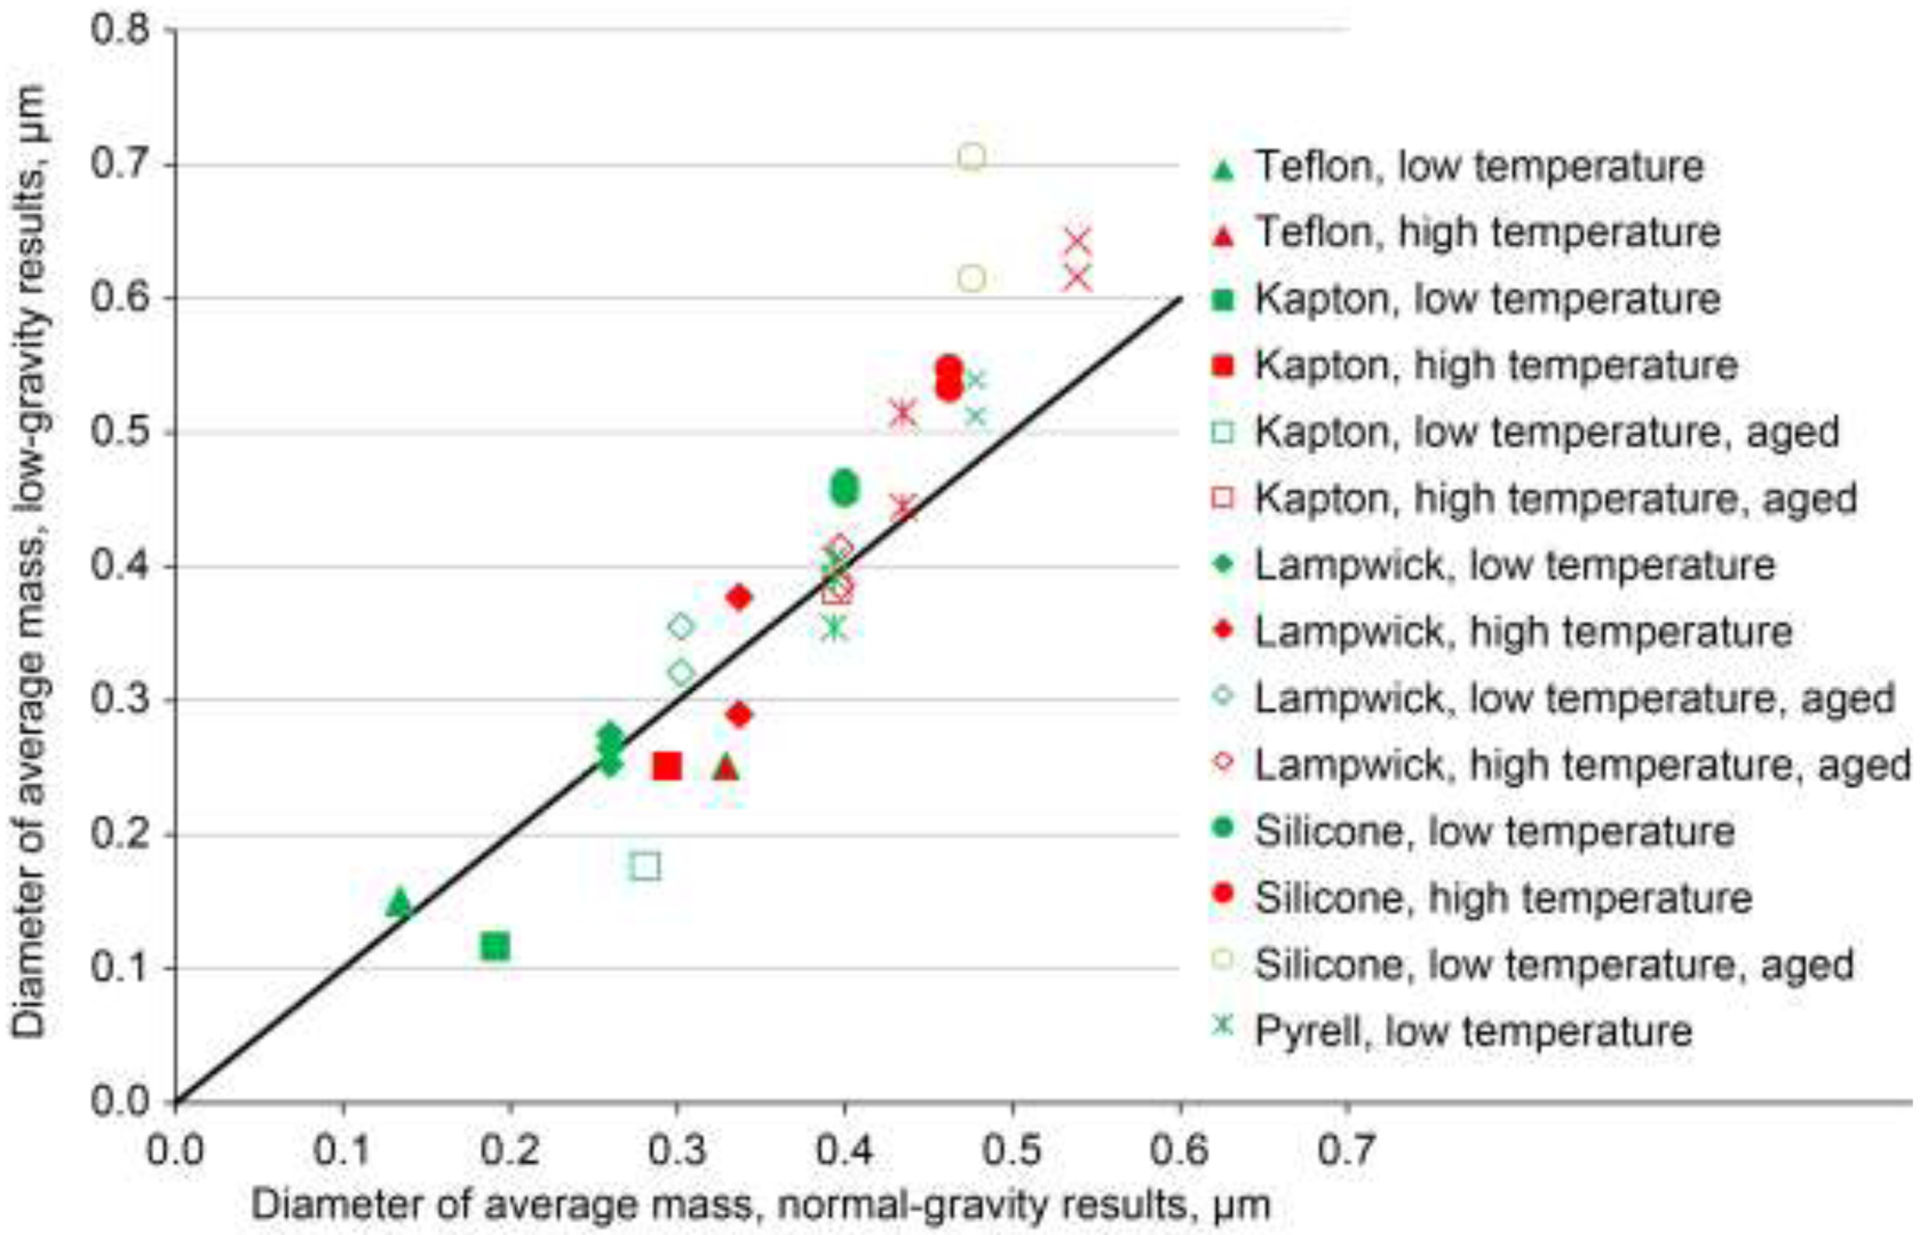 Diameter of average mass, low-gravity results, µm
0.8
0.7
0.6
0.5
0.4
0.3
0.2
0.1
0.0
0.0 0.1 0.2 0.3 0.4 0.5 0.6 0.7
Diameter of average mass, normal-gravity results, µm
Teflon, low temperature
Teflon, high temperature
Kapton, low temperature
Kapton, high temperature
Kapton, low temperature, aged
Kapton, high temperature, aged
Lampwick, low temperature
Lampwick, high temperature
Lampwick, low temperature, aged
Lampwick, high temperature, aged
Silicone, low temperature
Silicone, high temperature
Silicone, low temperature, aged
Pyrell, low temperature